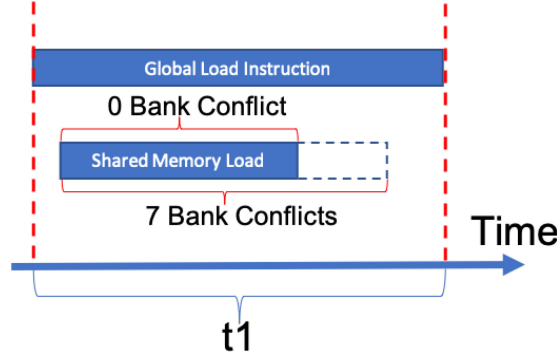 Global Load Instruction
0 Bank Conflict
Shared Memory Load
7 Bank Conflicts
Time
t1